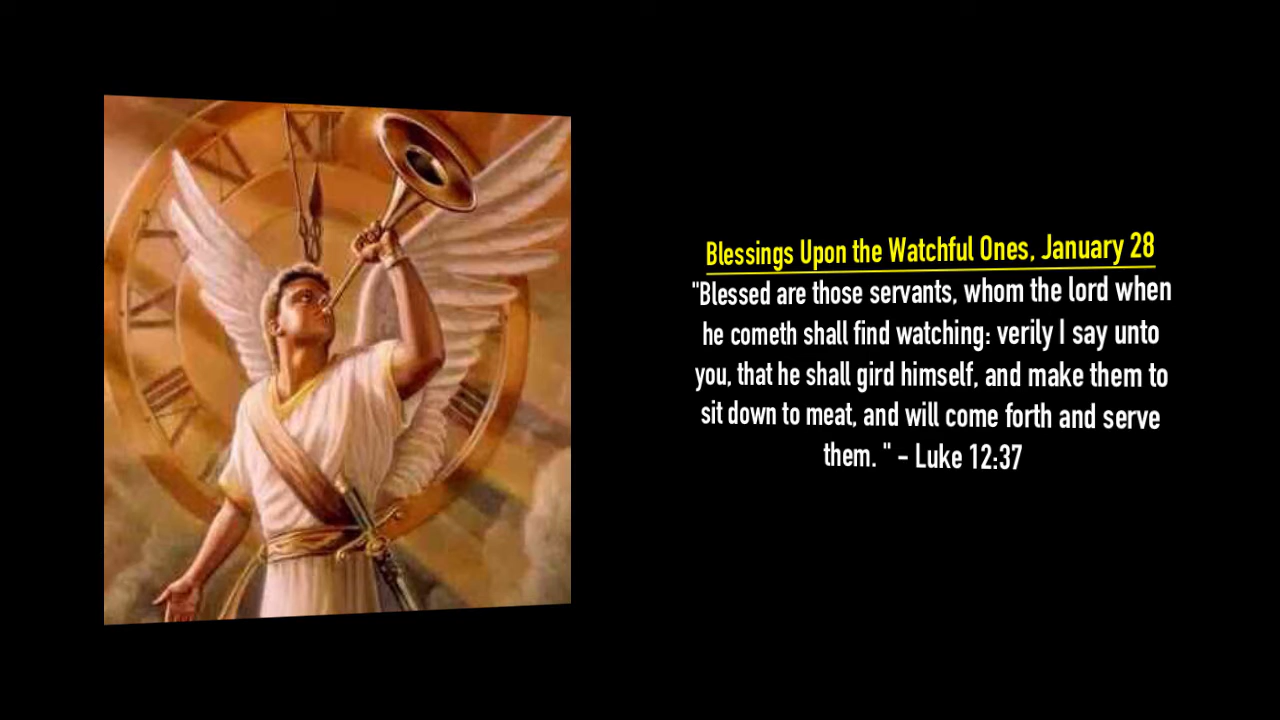 Blessings Upon the Watchful Ones, January 28
"Blessed are those servants, whom the lord when
he cometh shall find watching: verily I say unto
you, that he shall gird himself, and make them to
sit down to meat, and will come forth and serve
them. " - Luke 12:37
XI
XII